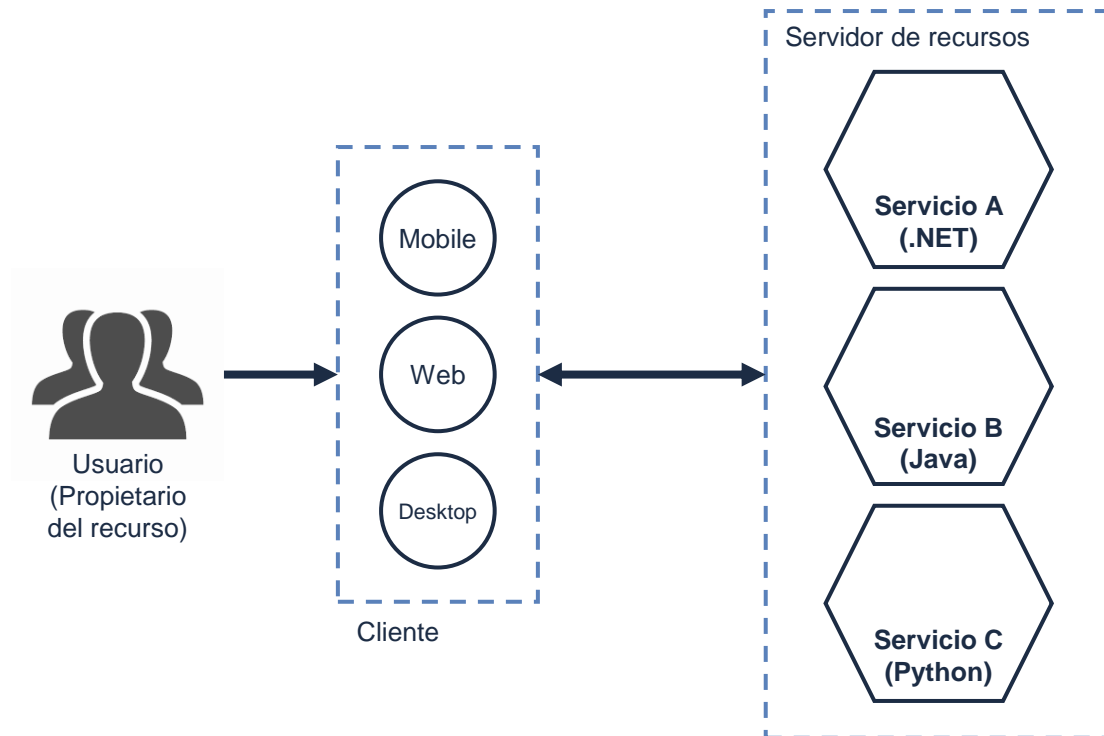 Servidor de recursos
Servicio A
(.NET)
Mobile
Web
Servicio B
(Java)
Usuario
(Propietario
del recurso)
Desktop
Cliente
Servicio C
(Python)